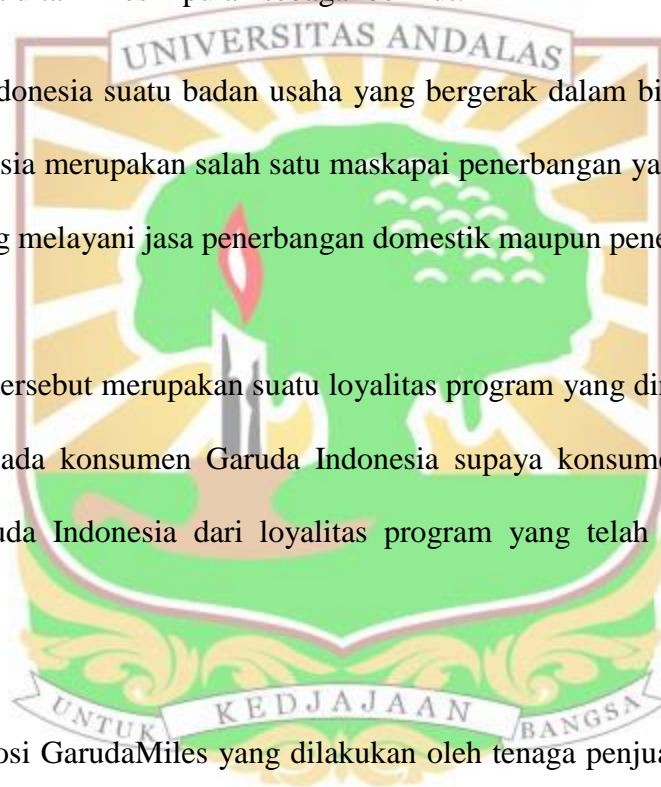 UNIVERSITAS ANDALAS
donesia suatu badan usaha yang bergerak dalam bi
sia merupakan salah satu maskapai penerbangan ya
g melayani jasa penerbangan domestik maupun pene
ersebut merupakan suatu loyalitas program yang di
ada konsumen Garuda Indonesia supaya konsum
uda Indonesia dari loyalitas program yang telah
UNTUK KEDJAJAAN BANGSA
osi GarudaMiles yang dilakukan oleh tenaga penjua